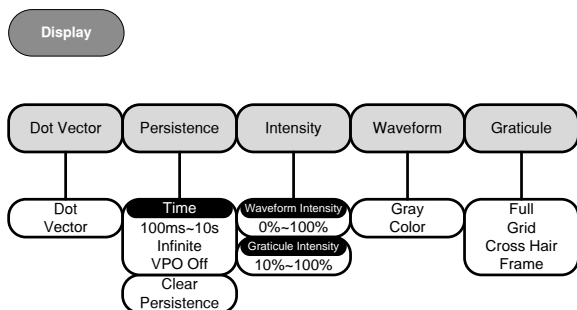 Display
Dot Vector
Persistence
Intensity
Waveform
Graticule
Dot
Vector
Time
100ms~10s
Infinite
VPO Off
Clear
Persistence
Waveform Intensity
0%~100%
Graticule Intensity
10%~100%
Gray
Color
Full
Grid
Cross Hair
Frame